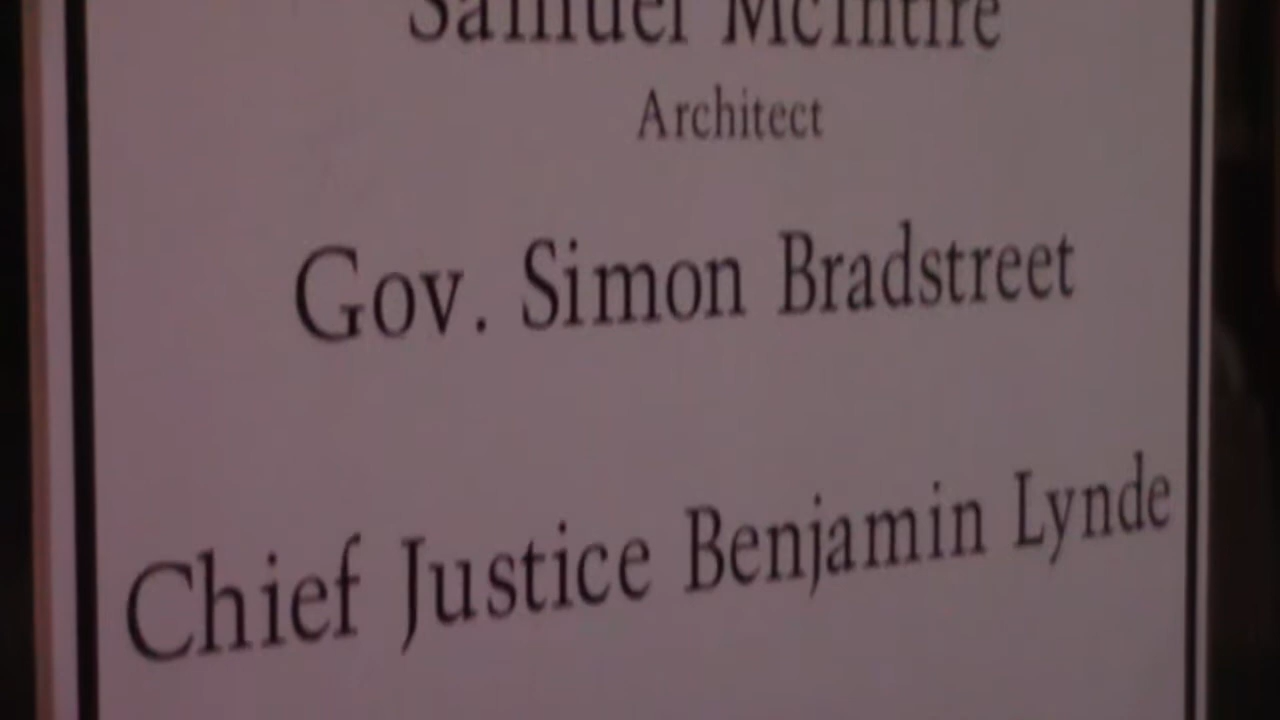 Samuel McIntire
Architect
Gov. Simon Bradstreet
Chief Justice Benjamin Lynde